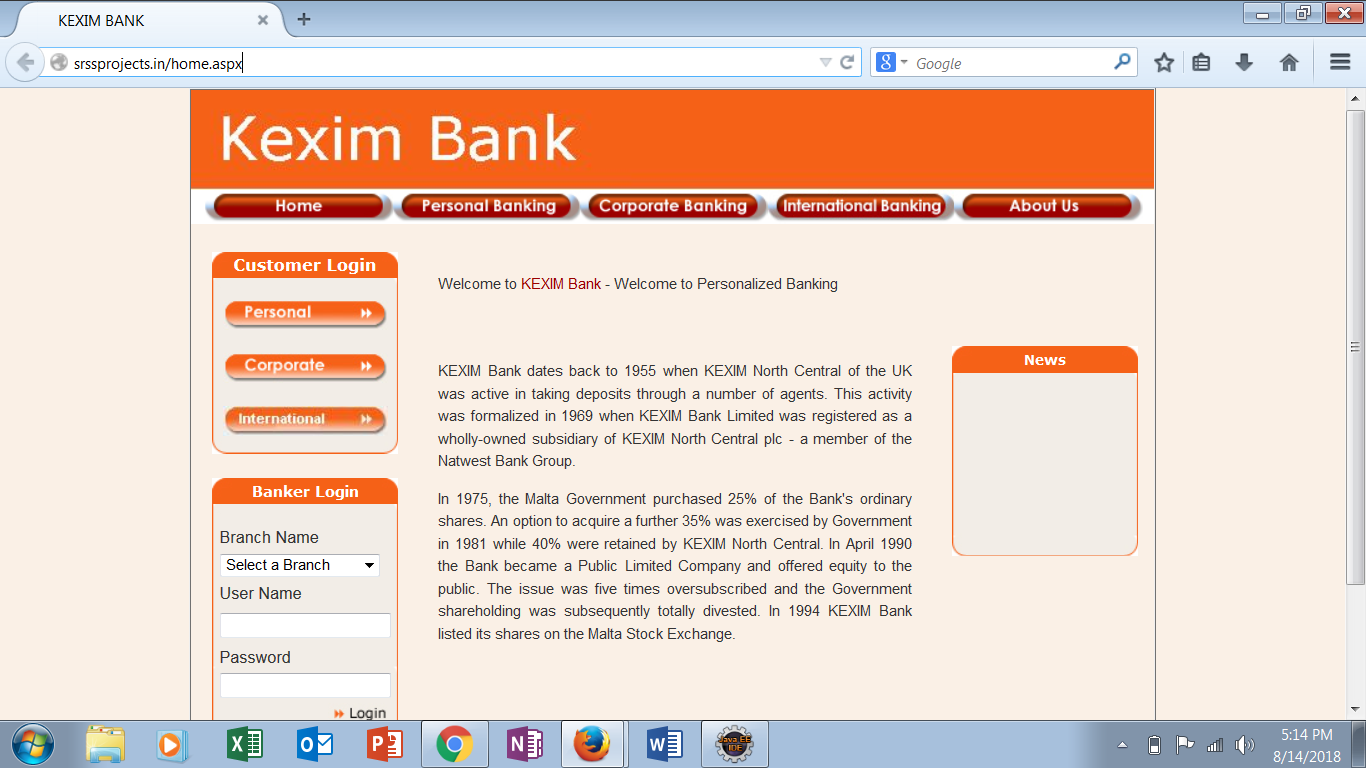 KEXIM BANK
srssprojects.in/home.aspx
Google
Kexim Bank
Home
Personal Banking
Corporate Banking
International Banking
About Us
Customer Login
Personal
Corporate
International
Banker Login
Branch Name
Select a Branch
User Name
Password
Login
Welcome to KEXIM Bank - Welcome to Personalized Banking
KEXIM Bank dates back to 1955 when KEXIM North Central of the UK
was active in taking deposits through a number of agents. This activity
was formalized in 1969 when KEXIM Bank Limited was registered as a
wholly-owned subsidiary of KEXIM North Central plc - a member of the
Natwest Bank Group.
In 1975, the Malta Government purchased 25% of the Bank's ordinary
shares. An option to acquire a further 35% was exercised by Government
in 1981 while 40% were retained by KEXIM North Central. In April 1990
the Bank became a Public Limited Company and offered equity to the
public. The issue was five times oversubscribed and the Government
shareholding was subsequently totally divested. In 1994 KEXIM Bank
listed its shares on the Malta Stock Exchange.
News
Java EE
IDE
5:14 PM
8/14/2018